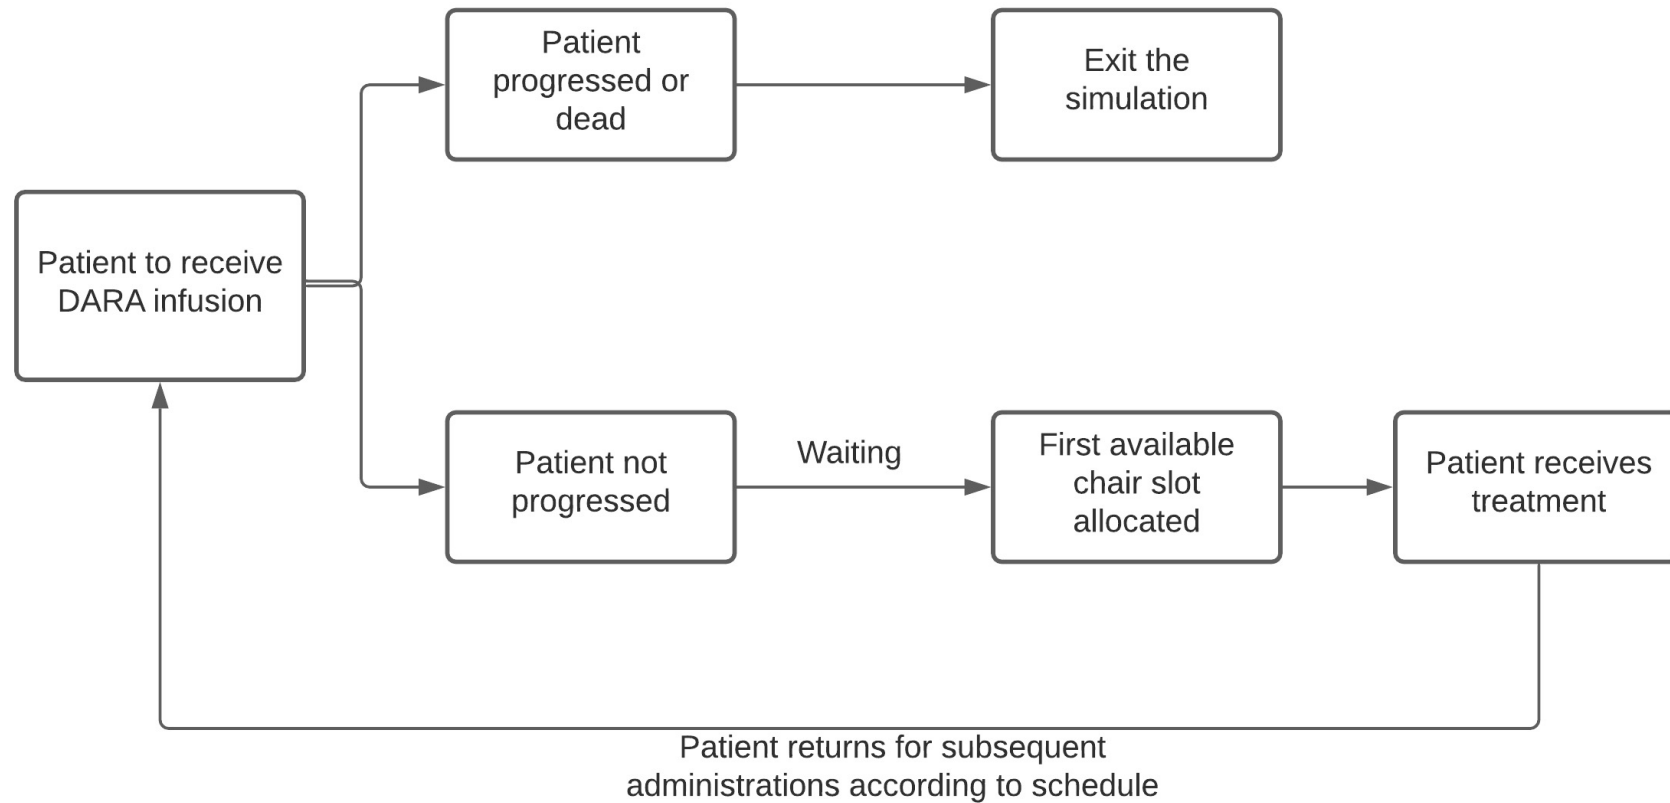 Patient
progressed or
dead
Exit the
simulation
Patient to receive
DARA infusion
Patient not
progressed
Waiting
First available
chair slot
allocated
Patient receives
treatment
Patient returns for subsequent
administrations according to schedule